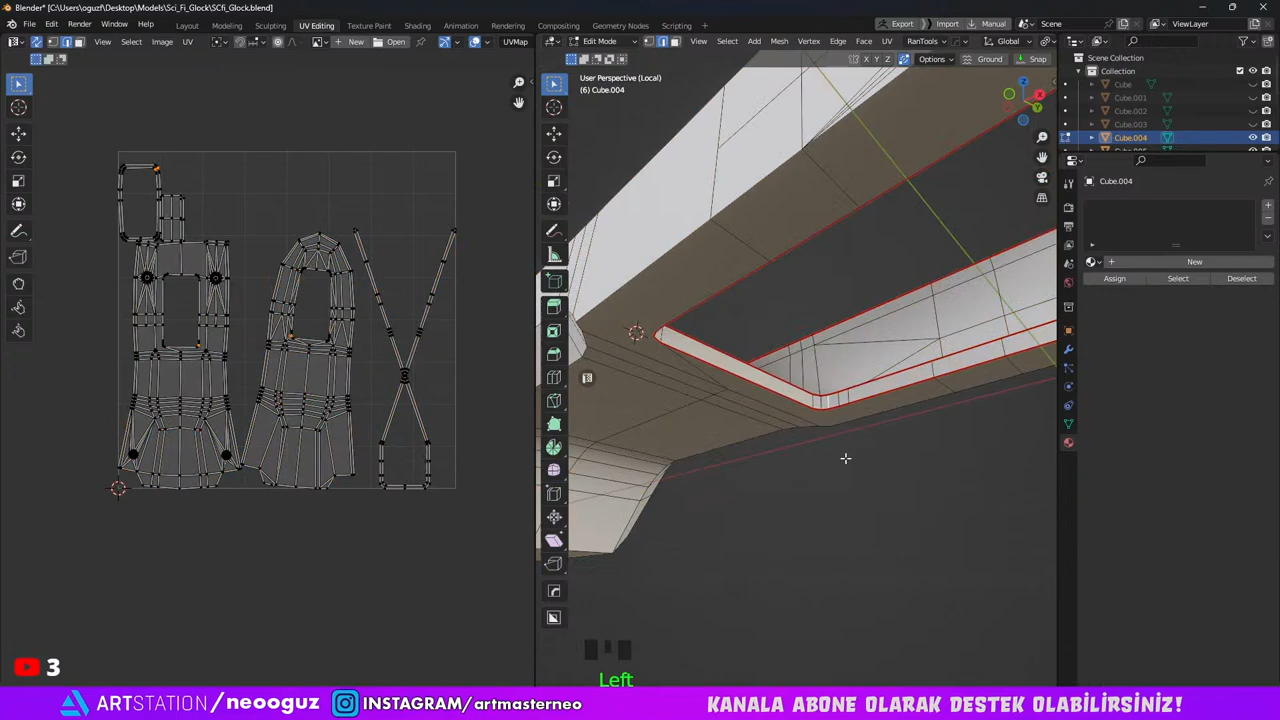 Blender* [C:\Users\oguzl\Desktop\Models\Sci_Fi_Glock\SCfi_Glock.blend]
File Edit Render Window Help Layout Modeling Sculpting UV Editing Texture Paint Shading Animation Rendering Compositing Geometry Nodes Scripting Export Import Manual Scene ViewLayer
View Select Image UV New Open UVMap Edit Mode View Select Add Mesh Vertex Edge Face UV RanTools Global Scene Collection
X Y Z Options Ground Snap Collection
User Perspective (Local)
(6) Cube.004
Cube
Cube.001
Cube.002
Cube.003
Cube.004
Cube.004
New
Assign Select Deselect
3
Left
ARTSTATION/neooguz INSTAGRAM/artmasterneo KANALA ABONE OLARAK DESTEK OLABİLİRSİNİZ!